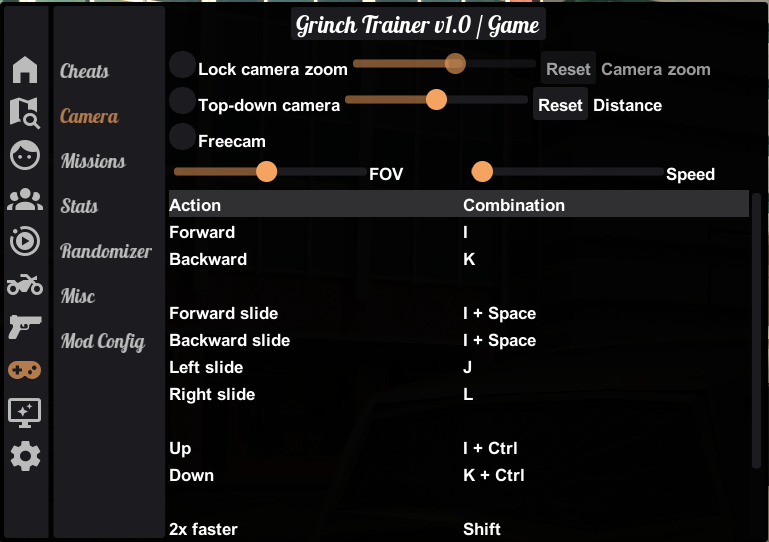 Grinch Trainer v1.0 / Game
Cheats
Camera
Missions
Stats
Randomizer
Misc
Mod Config
Lock camera zoom Reset Camera zoom
Top-down camera Reset Distance
Freecam
FOV Speed
Action Combination
Forward I
Backward K
Forward slide I + Space
Backward slide I + Space
Left slide J
Right slide L
Up I + Ctrl
Down K + Ctrl
2x faster Shift